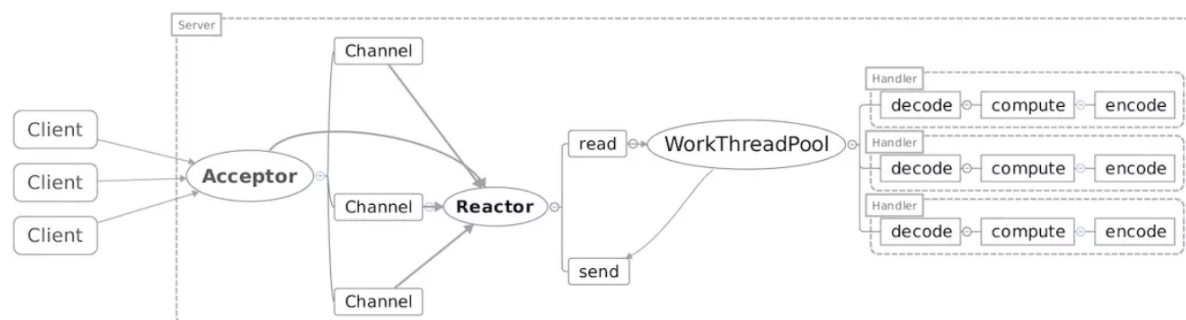 Server
Client
Client
Client
Acceptor
Channel
Channel
Channel
Reactor
read
send
WorkThreadPool
Handler
decode compute encode
Handler
decode compute encode
Handler
decode compute encode